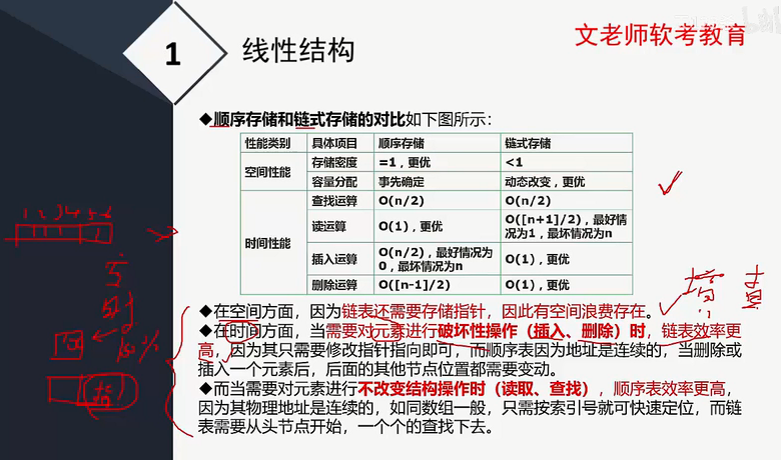 1
线性结构
文老师软考教育
◆顺序存储和链式存储的对比如下图所示：
性能类别 具体项目 顺序存储 链式存储
空间性能 存储密度 =1，更优 <1
容量分配 事先确定 动态改变，更优
时间性能 查找运算 O(n/2) O(n/2)
读运算 O(1)，更优 O([n+1]/2)，最好情况为1，最坏情况为n
插入运算 O(n/2)，最好情况为0，最坏情况为n O(1)，更优
删除运算 O([n-1]/2) O(1)，更优
◆在空间方面，因为链表还需要存储指针，因此有空间浪费存在。
◆在时间方面，当需要对元素进行破坏性操作（插入、删除）时，链表效率更
高，因为其只需要修改指针指向即可，而顺序表因为地址是连续的，当删除或
插入一个元素后，后面的其他节点位置都需要变动。
◆而当需要对元素进行不改变结构操作时（读取、查找），顺序表效率更高，
因为其物理地址是连续的，如同数组一般，只需按索引号就可快速定位，而链
表需要从头节点开始，一个个的查找下去。
1 2 3 4 5 6